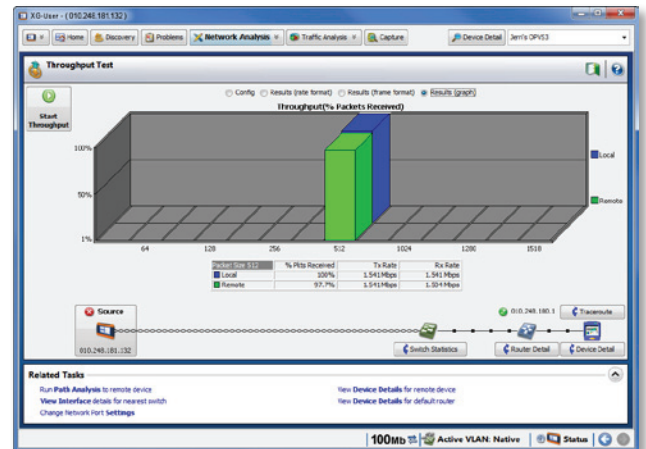 XG-User - ( 010.248.181.132 )
Home Discovery Problems Network Analysis Traffic Analysis Capture Device Detail Jerri's OPVS3
Throughput Test
Config Results (rate format) Results (frame format) Results (graph)
Start
Throughput
Throughput(% Packets Received)
100%
50%
1%
Local
Remote
64 128 256 512 1024 1280 1518
Packet Size 512 % Pkts Received Tx Rate Rx Rate
Local 100% 1.541Mbps 1.541 Mbps
Remote 97.7% 1.541Mbps 1.504 Mbps
Source
010.248.181.132
010.248.180.1
Traceroute
Switch Statistics
Router Detail
Device Detail
Related Tasks
Run Path Analysis to remote device
View Interface details for nearest switch
Change Network Port Settings
View Device Details for remote device
View Device Details for default router
100Mb Active VLAN: Native Status